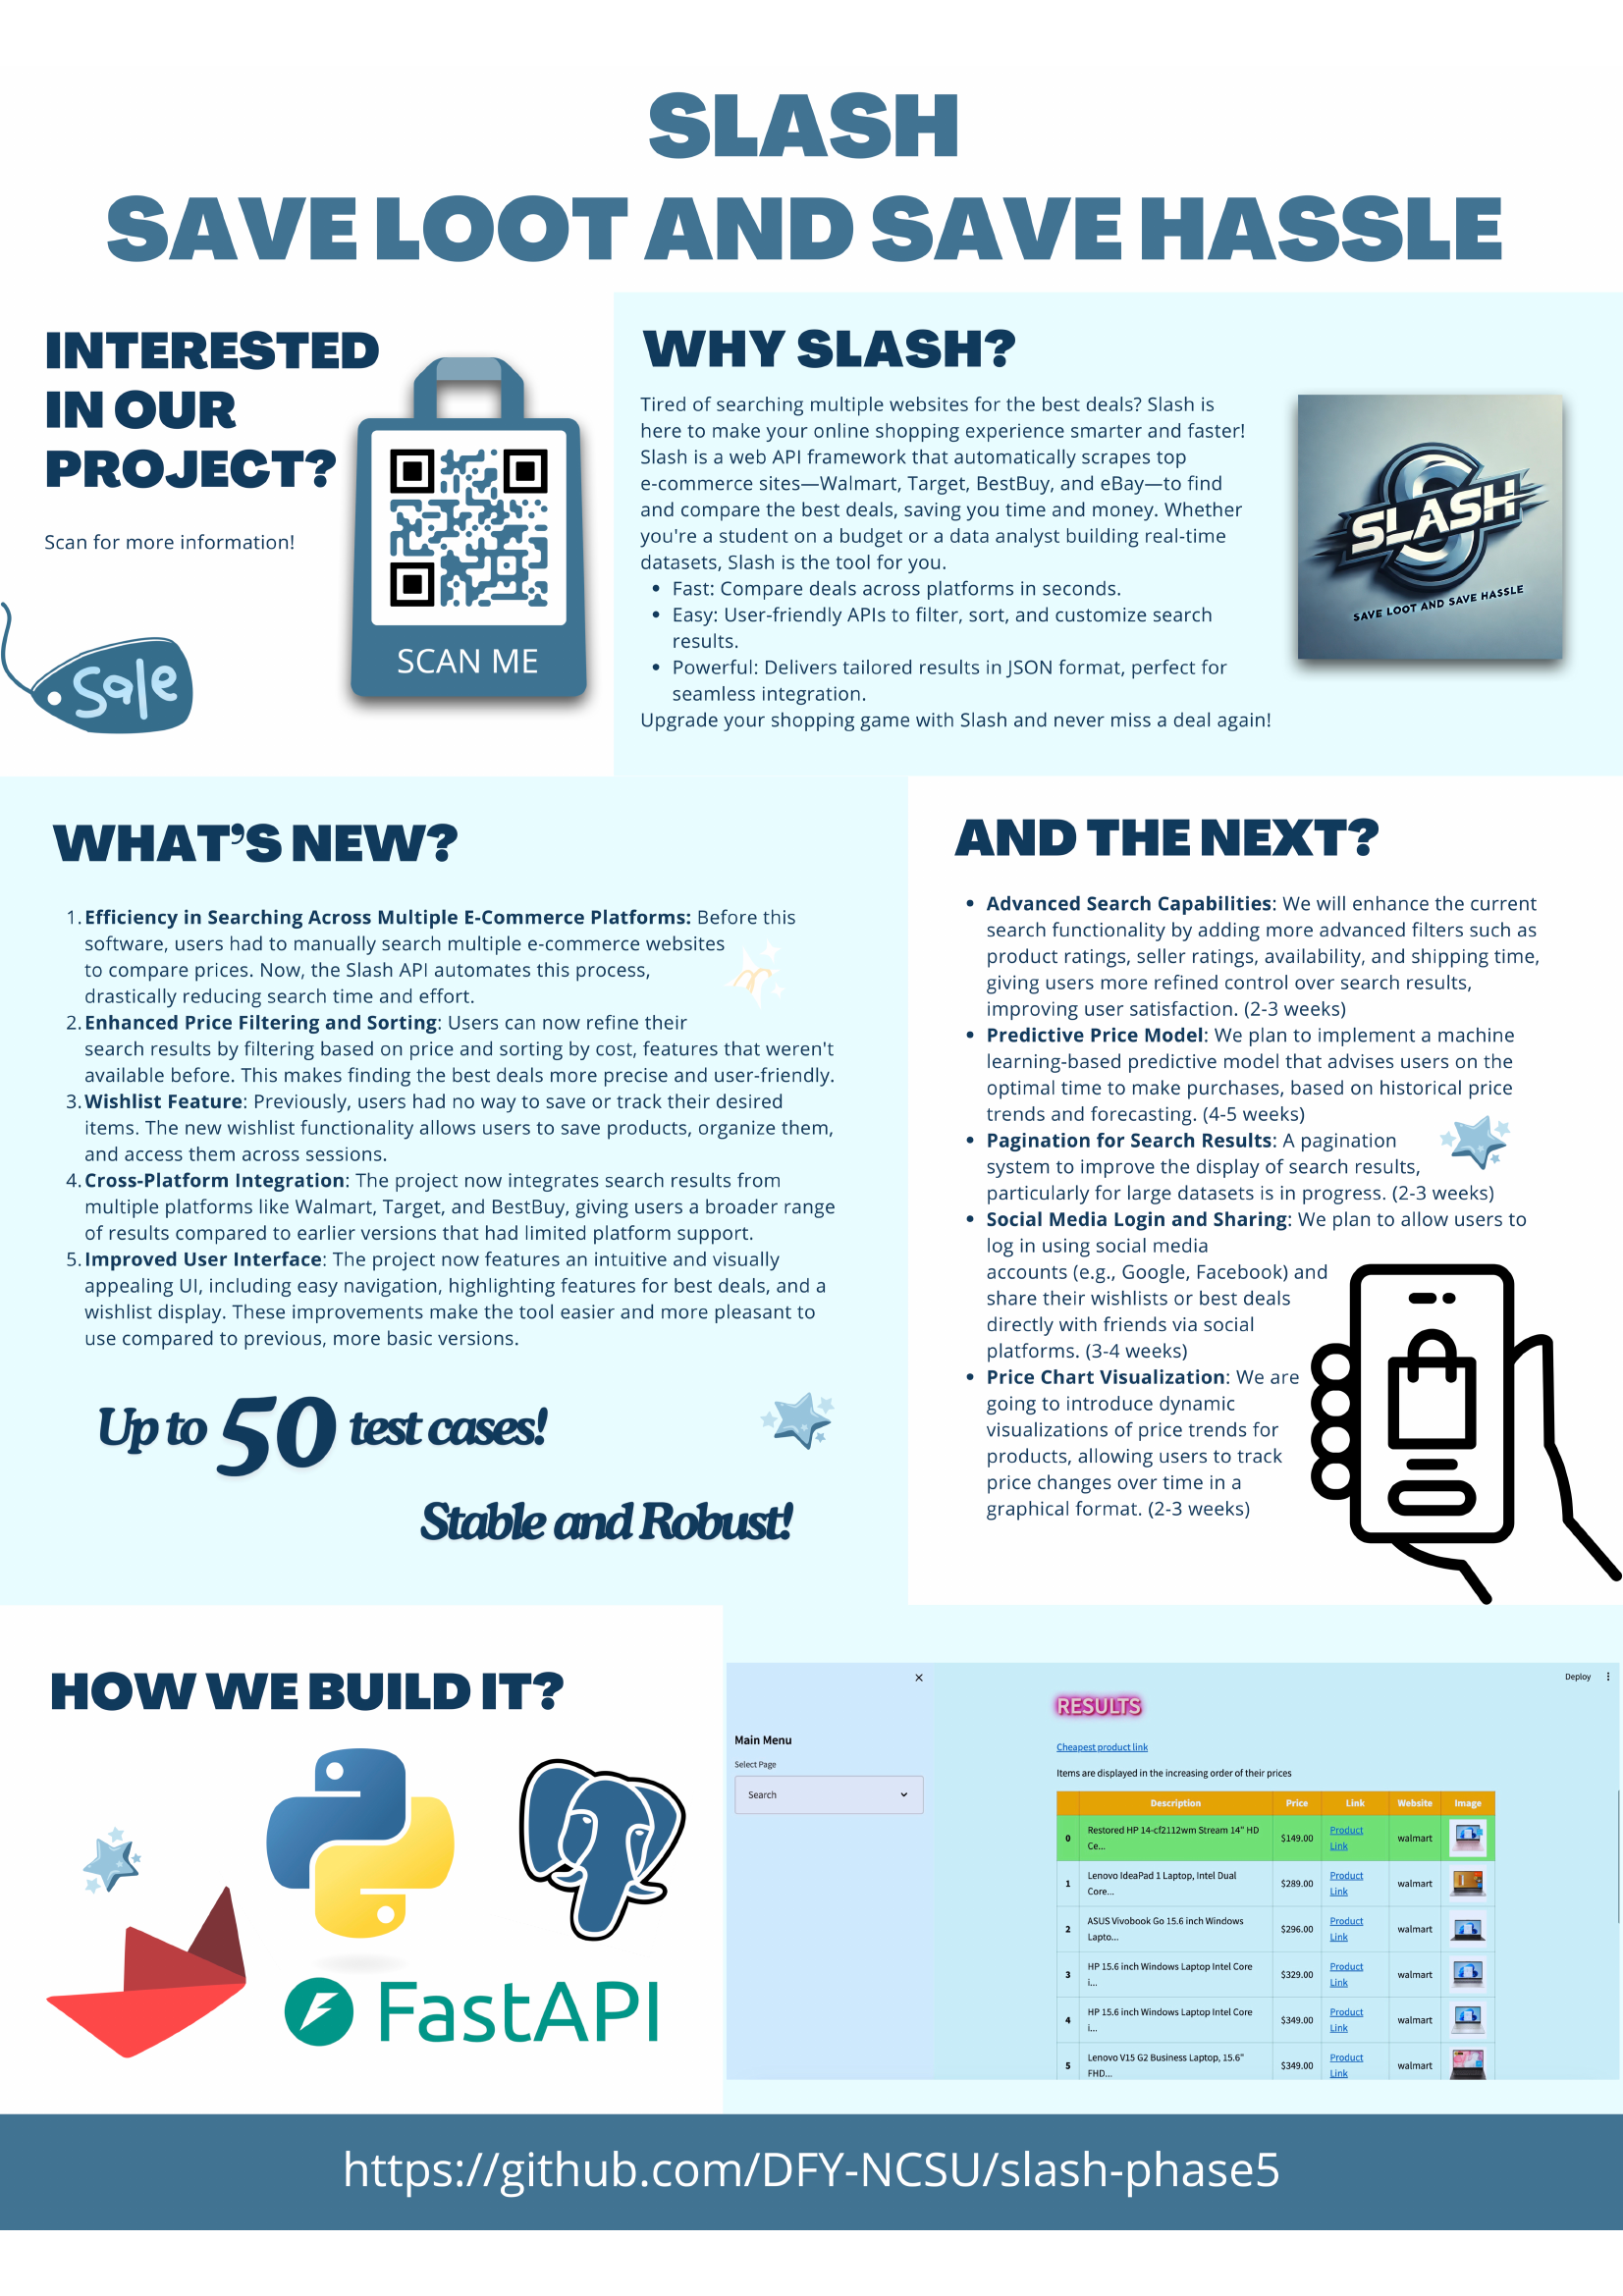 SLASH
SAVE LOOT AND SAVE HASSLE
INTERESTED
IN OUR
PROJECT?
Scan for more information!
Sale
SCAN ME
WHY SLASH?
Tired of searching multiple websites for the best deals? Slash is
here to make your online shopping experience smarter and faster!
Slash is a web API framework that automatically scrapes top
e-commerce sites—Walmart, Target, BestBuy, and eBay—to find
and compare the best deals, saving you time and money. Whether
you're a student on a budget or a data analyst building real-time
datasets, Slash is the tool for you.
• Fast: Compare deals across platforms in seconds.
• Easy: User-friendly APIs to filter, sort, and customize search
results.
• Powerful: Delivers tailored results in JSON format, perfect for
seamless integration.
Upgrade your shopping game with Slash and never miss a deal again!
SLASH
SAVE LOOT AND SAVE HASSLE
WHAT'S NEW?
1. Efficiency in Searching Across Multiple E-Commerce Platforms: Before this
software, users had to manually search multiple e-commerce websites
to compare prices. Now, the Slash API automates this process,
drastically reducing search time and effort.
2. Enhanced Price Filtering and Sorting: Users can now refine their
search results by filtering based on price and sorting by cost, features that weren't
available before. This makes finding the best deals more precise and user-friendly.
3. Wishlist Feature: Previously, users had no way to save or track their desired
items. The new wishlist functionality allows users to save products, organize them,
and access them across sessions.
4. Cross-Platform Integration: The project now integrates search results from
multiple platforms like Walmart, Target, and BestBuy, giving users a broader range
of results compared to earlier versions that had limited platform support.
5. Improved User Interface: The project now features an intuitive and visually
appealing UI, including easy navigation, highlighting features for best deals, and a
wishlist display. These improvements make the tool easier and more pleasant to
use compared to previous, more basic versions.
Up to 50 test cases!
Stable and Robust!
AND THE NEXT?
• Advanced Search Capabilities: We will enhance the current
search functionality by adding more advanced filters such as
product ratings, seller ratings, availability, and shipping time,
giving users more refined control over search results,
improving user satisfaction. (2-3 weeks)
• Predictive Price Model: We plan to implement a machine
learning-based predictive model that advises users on the
optimal time to make purchases, based on historical price
trends and forecasting. (4-5 weeks)
• Pagination for Search Results: A pagination
system to improve the display of search results,
particularly for large datasets is in progress. (2-3 weeks)
• Social Media Login and Sharing: We plan to allow users to
log in using social media
accounts (e.g., Google, Facebook) and
share their wishlists or best deals
directly with friends via social
platforms. (3-4 weeks)
• Price Chart Visualization: We are
going to introduce dynamic
visualizations of price trends for
products, allowing users to track
price changes over time in a
graphical format. (2-3 weeks)
HOW WE BUILD IT?
FastAPI
Deploy
Main Menu
Select Page
Search
RESULTS
Cheapest product link
Items are displayed in the increasing order of their prices
Description Price Link Website Image
0 Restored HP 14-cf2112wm Stream 14" HD Ce... $149.00 Product Link walmart
1 Lenovo IdeaPad 1 Laptop, Intel Dual Core... $289.00 Product Link walmart
2 ASUS Vivobook Go 15.6 inch Windows Lapto... $296.00 Product Link walmart
3 HP 15.6 inch Windows Laptop Intel Core i... $329.00 Product Link walmart
4 HP 15.6 inch Windows Laptop Intel Core i... $349.00 Product Link walmart
5 Lenovo V15 G2 Business Laptop, 15.6" FHD... $349.00 Product Link walmart
https://github.com/DFY-NCSU/slash-phase5